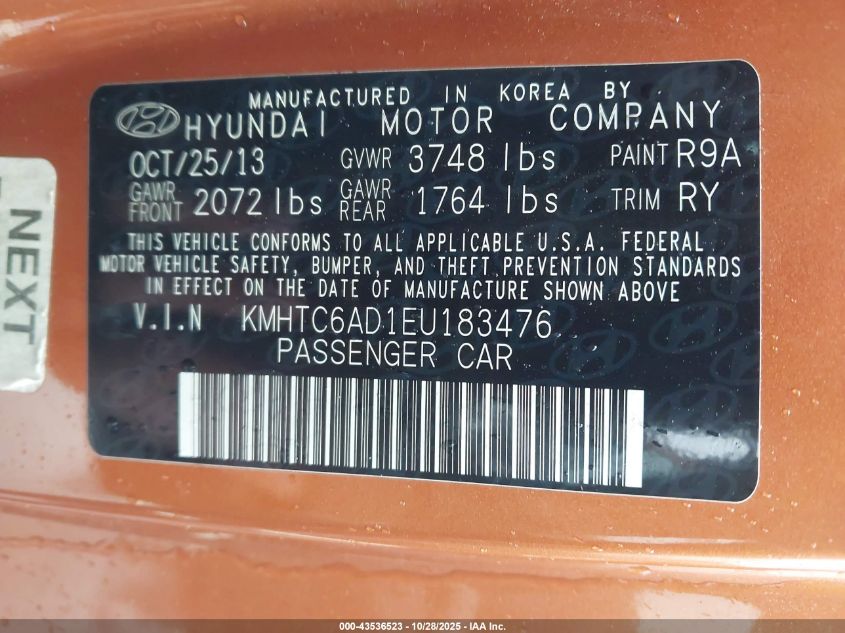 MANUFACTURED IN KOREA BY
HYUNDAI MOTOR COMPANY
OCT/25/13 GVWR 3748 lbs PAINT R9A
GAWR FRONT 2072 lbs GAWR REAR 1764 lbs TRIM RY
THIS VEHICLE CONFORMS TO ALL APPLICABLE U.S.A. FEDERAL
MOTOR VEHICLE SAFETY, BUMPER, AND THEFT PREVENTION STANDARDS
IN EFFECT ON THE DATE OF MANUFACTURE SHOWN ABOVE
V.I.N KMHTC6AD1EU183476
PASSENGER CAR
NEXT
000-43536523 - 10/28/2025 - IAA Inc.